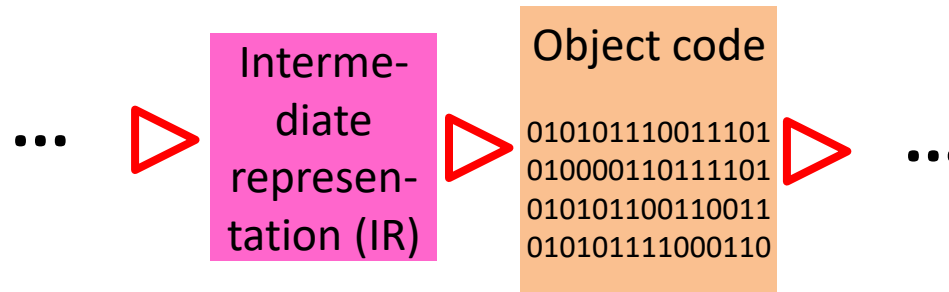 ...
Interme-
diate
represen-
tation (IR)
Object code
010101110011101
010000110111101
010101100110011
010101111000110
...